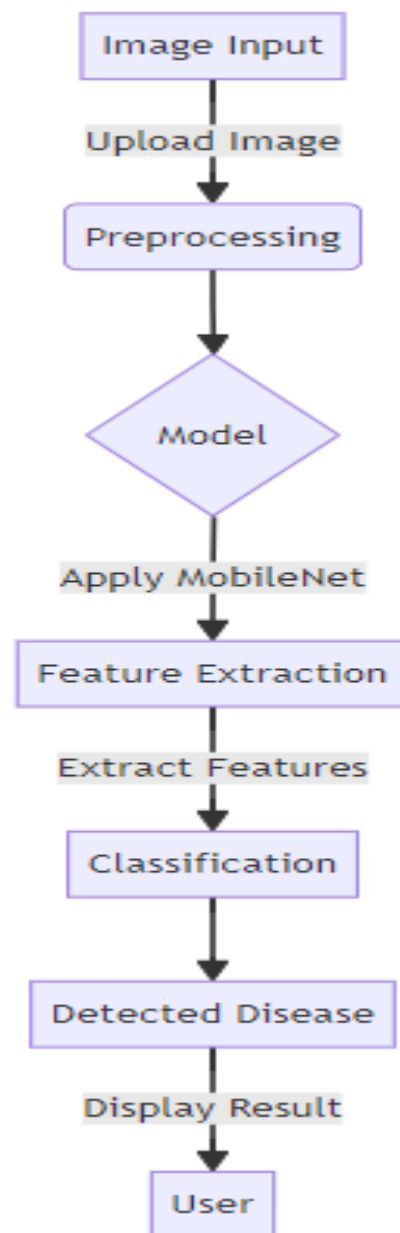 Image Input
Upload Image
Preprocessing
Model
Apply MobileNet
Feature Extraction
Extract Features
Classification
Detected Disease
Display Result
User